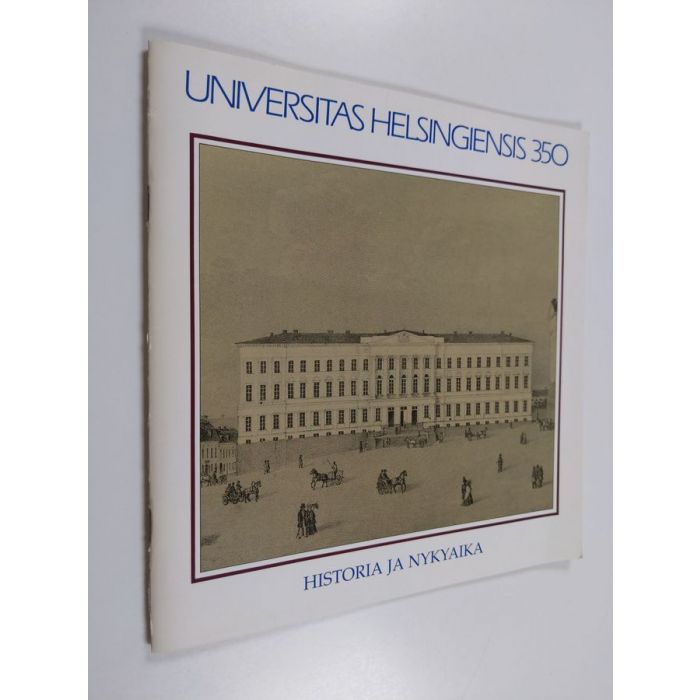 UNIVERSITAS HELSINGIENSIS 350
HISTORIA JA NYKYAIKA